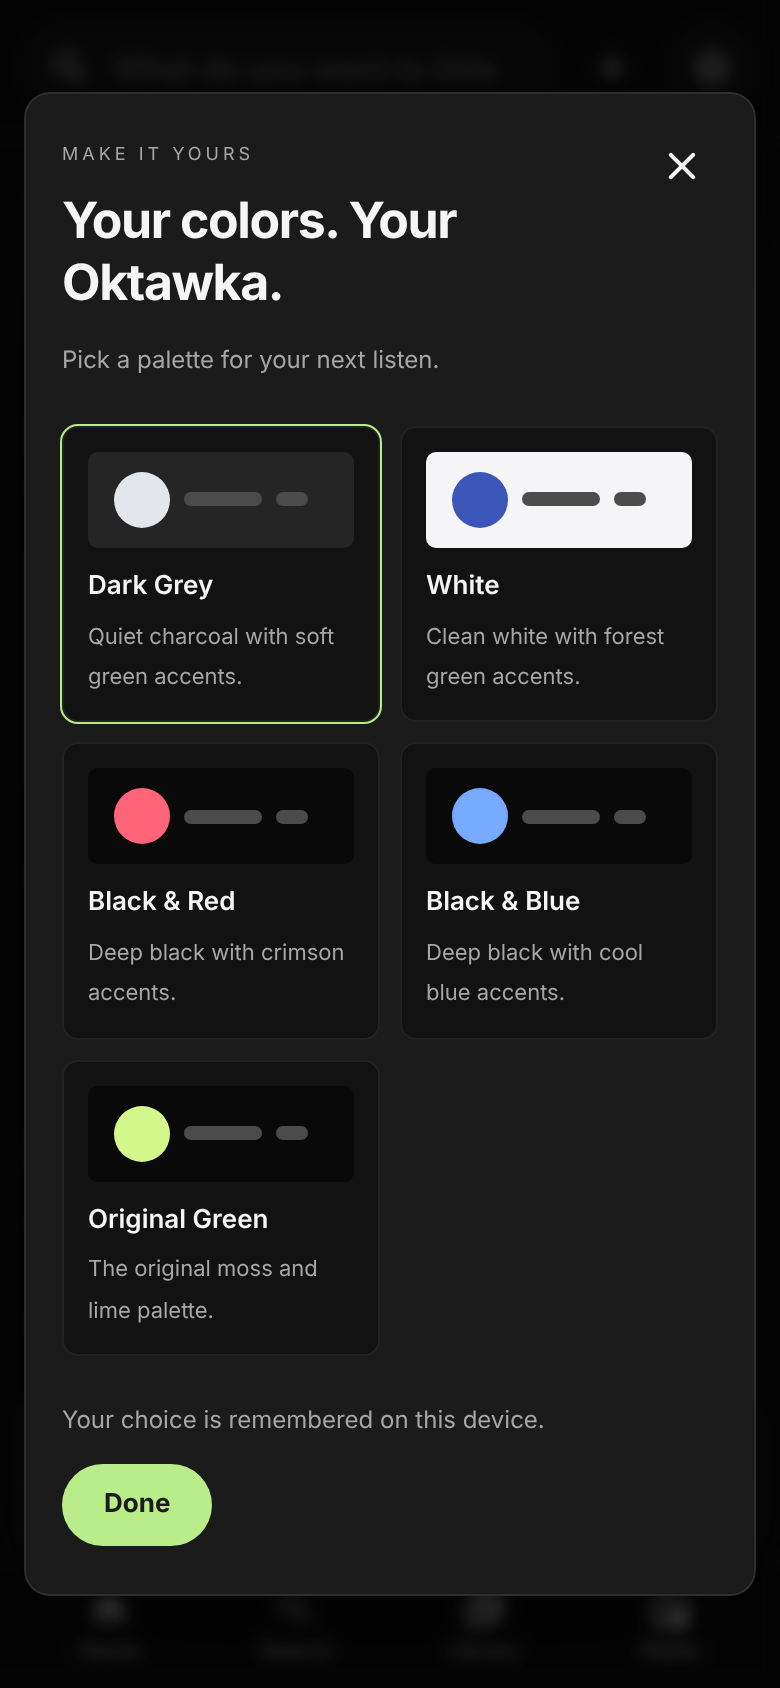 MAKE IT YOURS
Your colors. Your
Oktawka.
Pick a palette for your next listen.
Dark Grey
Quiet charcoal with soft
green accents.
White
Clean white with forest
green accents.
Black & Red
Deep black with crimson
accents.
Black & Blue
Deep black with cool
blue accents.
Original Green
The original moss and
lime palette.
Your choice is remembered on this device.
Done